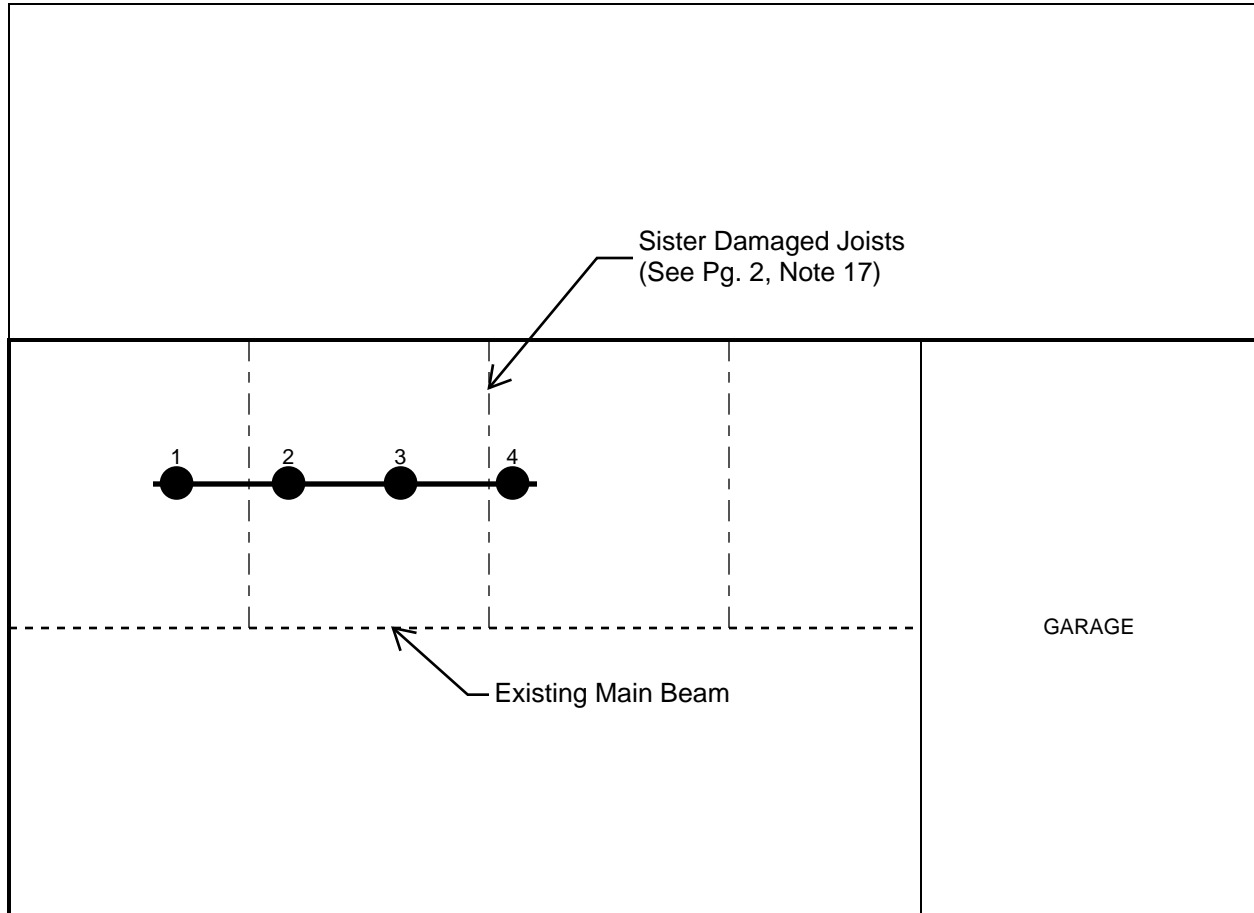 Sister Damaged Joists
(See Pg. 2, Note 17)
1 2 3 4
GARAGE
Existing Main Beam